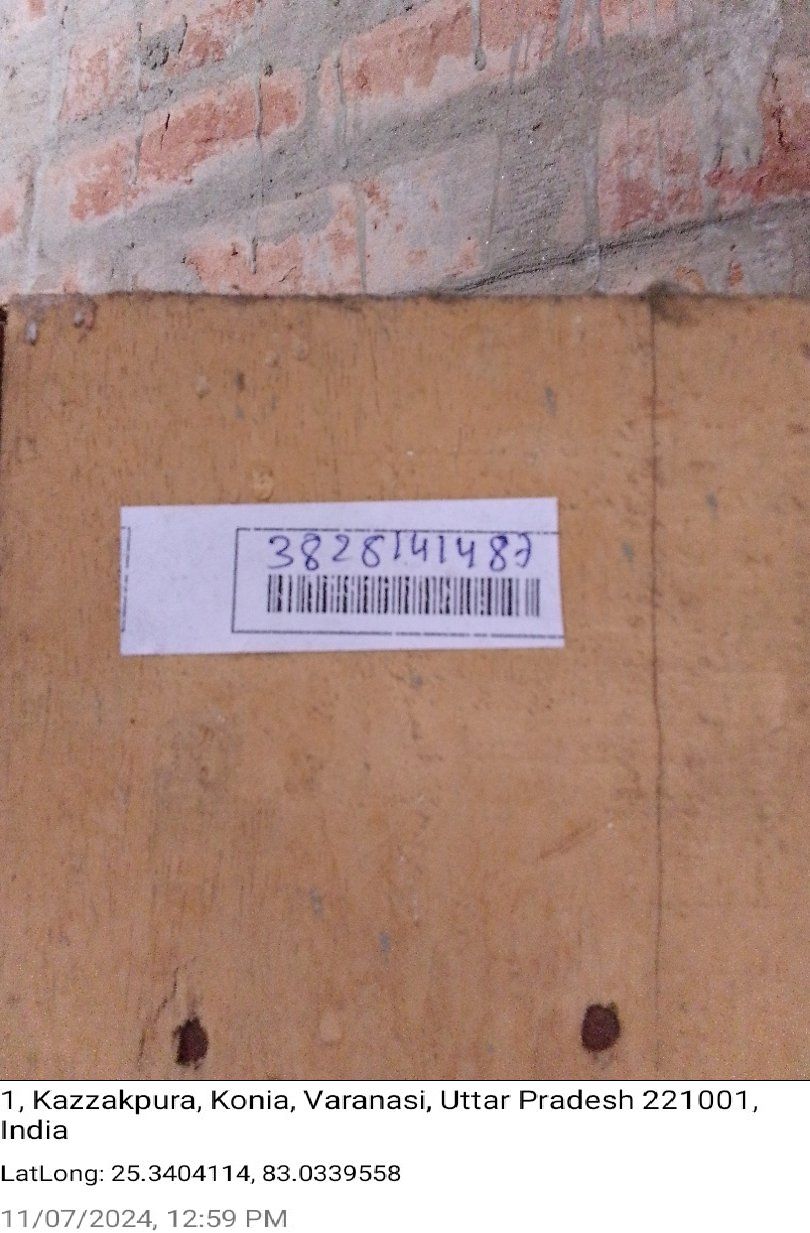 3828141487
1, Kazzakpura, Konia, Varanasi, Uttar Pradesh 221001,
India
LatLong: 25.3404114, 83.0339558
11/07/2024, 12:59 PM